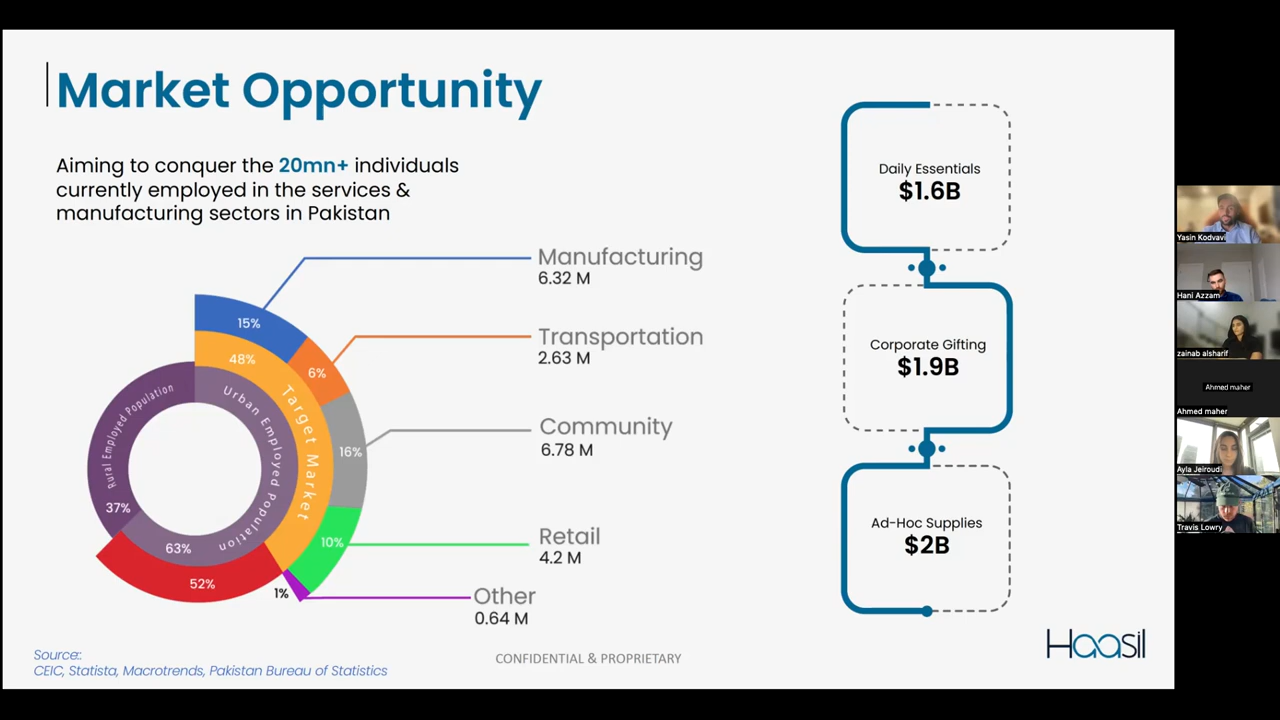 Market Opportunity
Aiming to conquer the 20mn+ individuals
currently employed in the services &
manufacturing sectors in Pakistan
Manufacturing
6.32 M
Transportation
2.63 M
Community
6.78 M
Retail
4.2 M
Other
0.64 M
15%
48%
6%
16%
10%
1%
37%
63%
52%
Rural Employed Population
Urban Employed Population
Target Market
Daily Essentials
$1.6B
Corporate Gifting
$1.9B
Ad-Hoc Supplies
$2B
Source::
CEIC, Statista, Macrotrends, Pakistan Bureau of Statistics
CONFIDENTIAL & PROPRIETARY
Haasil
Yasin Kodvavi
Hani Azzam
zainab alsharif
Ahmed maher
Ahmed maher
Ayla Jeiroudi
Travis Lowry